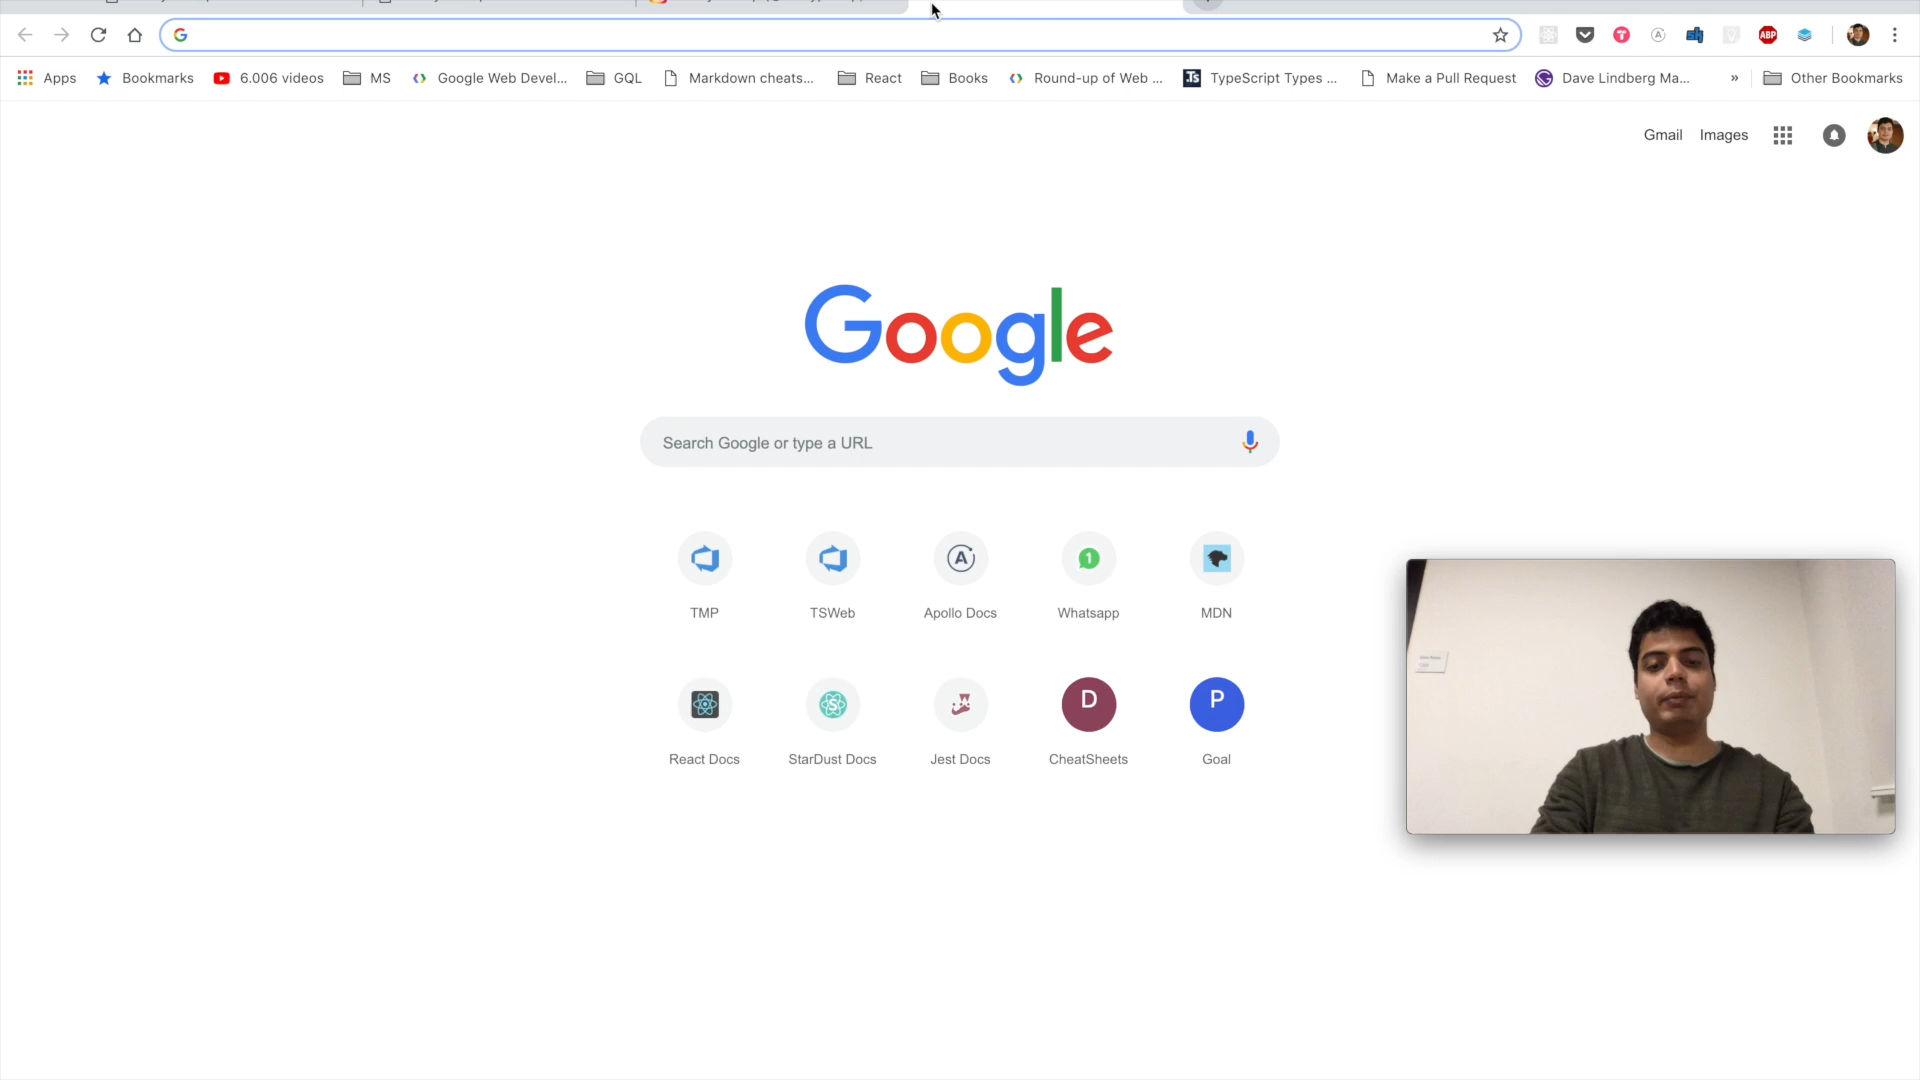 Apps Bookmarks 6.006 videos MS Google Web Devel... GQL Markdown cheats... React Books Round-up of Web ... TypeScript Types ... Make a Pull Request Dave Lindberg Ma... » Other Bookmarks
Gmail Images
Google
Search Google or type a URL
TMP TSWeb Apollo Docs Whatsapp MDN
React Docs StarDust Docs Jest Docs CheatSheets Goal